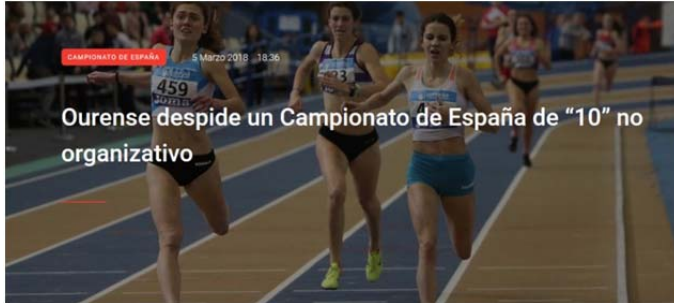 CAMPIONATO DE ESPAÑA 5 Marzo 2018 18:36
459
Joma
Ourense despide un Campionato de España de “10” no
organizativo